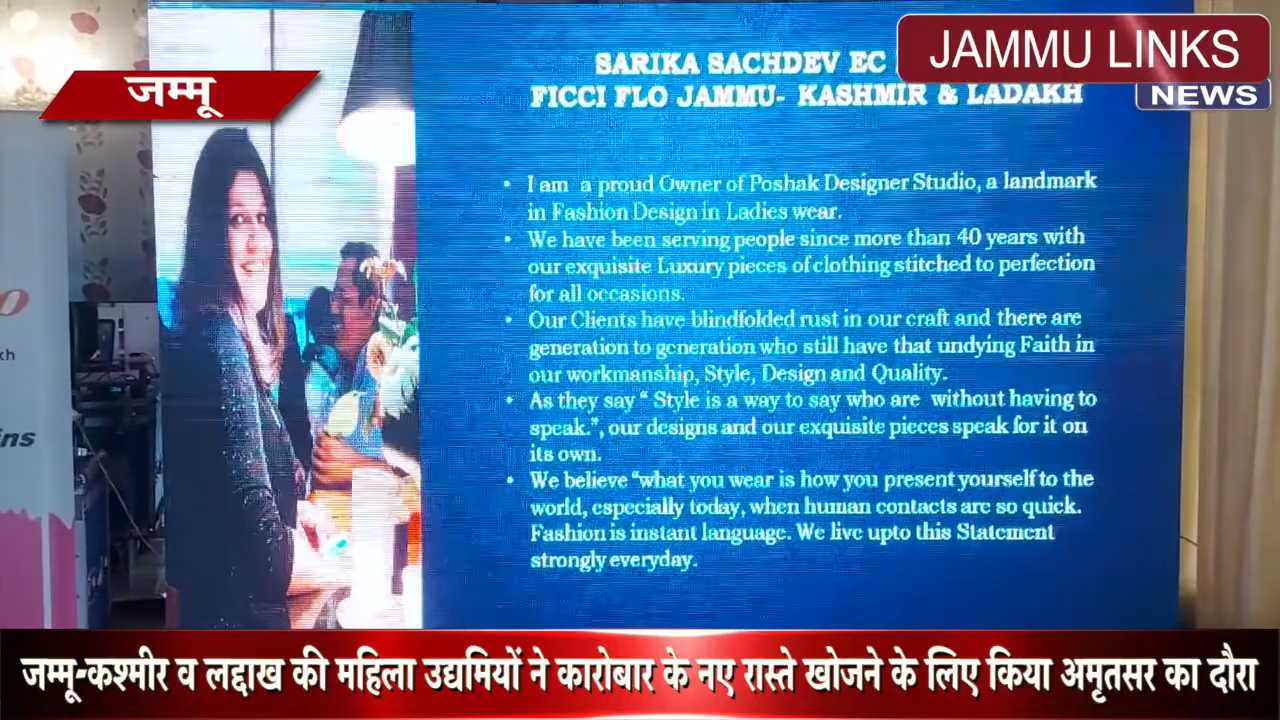 JAMMU LINKS
NEWS
जम्मू
SARIKA SACHDEV EC
FICCI FLO JAMMU- KASHMIR & LADAKH
• I am a proud Owner of Poshak Designer Studio, a landmark
in Fashion Design in Ladies wear.
• We have been serving people since more than 40 years with
our exquisite Luxury pieces of clothing stitched to perfection
for all occasions.
• Our Clients have blindfolded rust in our craft and there are
generation to generation who still have that undying Faith in
our workmanship, Style, Design and Quality.
• As they say “ Style is a way to say who are without having to
speak.”, our designs and our exquisite pieces speak for it on
its own.
• We believe “what you wear is how you present yourself to the
world, especially today, when human contacts are so quick.
Fashion is instant language. We live upto this Statement
strongly everyday.
जम्मू-कश्मीर व लद्दाख की महिला उद्यमियों ने कारोबार के नए रास्ते खोजने के लिए किया अमृतसर का दौरा